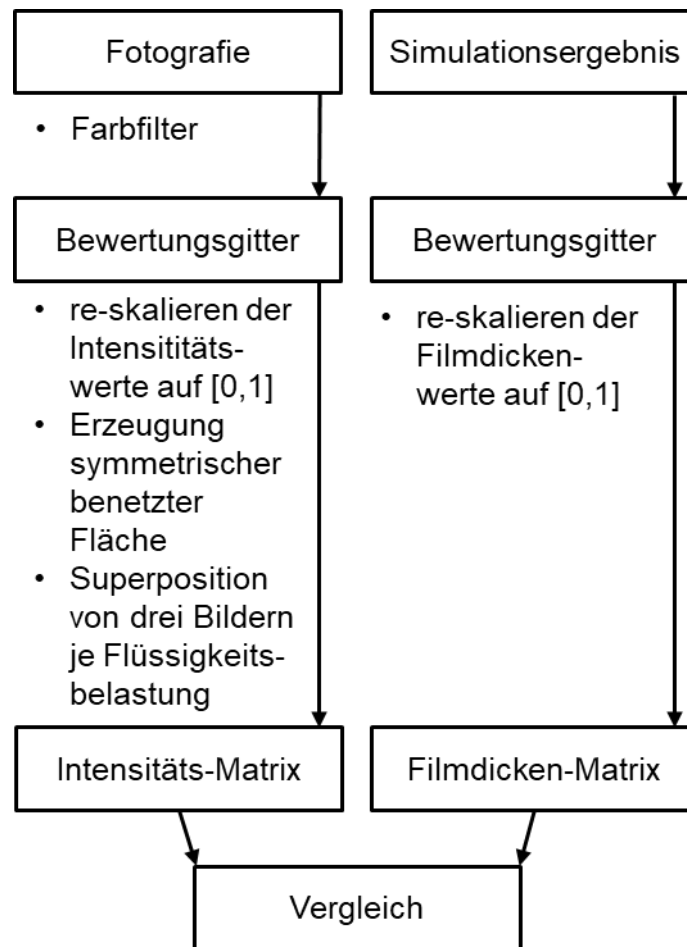 Fotografie
Simulationsergebnis
• Farbfilter
Bewertungsgitter
Bewertungsgitter
• re-skalieren der
Intensititäts-
werte auf [0,1]
• Erzeugung
symmetrischer
benetzter
Fläche
• Superposition
von drei Bildern
je Flüssigkeits-
belastung
• re-skalieren der
Filmdicken-
werte auf [0,1]
Intensitäts-Matrix
Filmdicken-Matrix
Vergleich